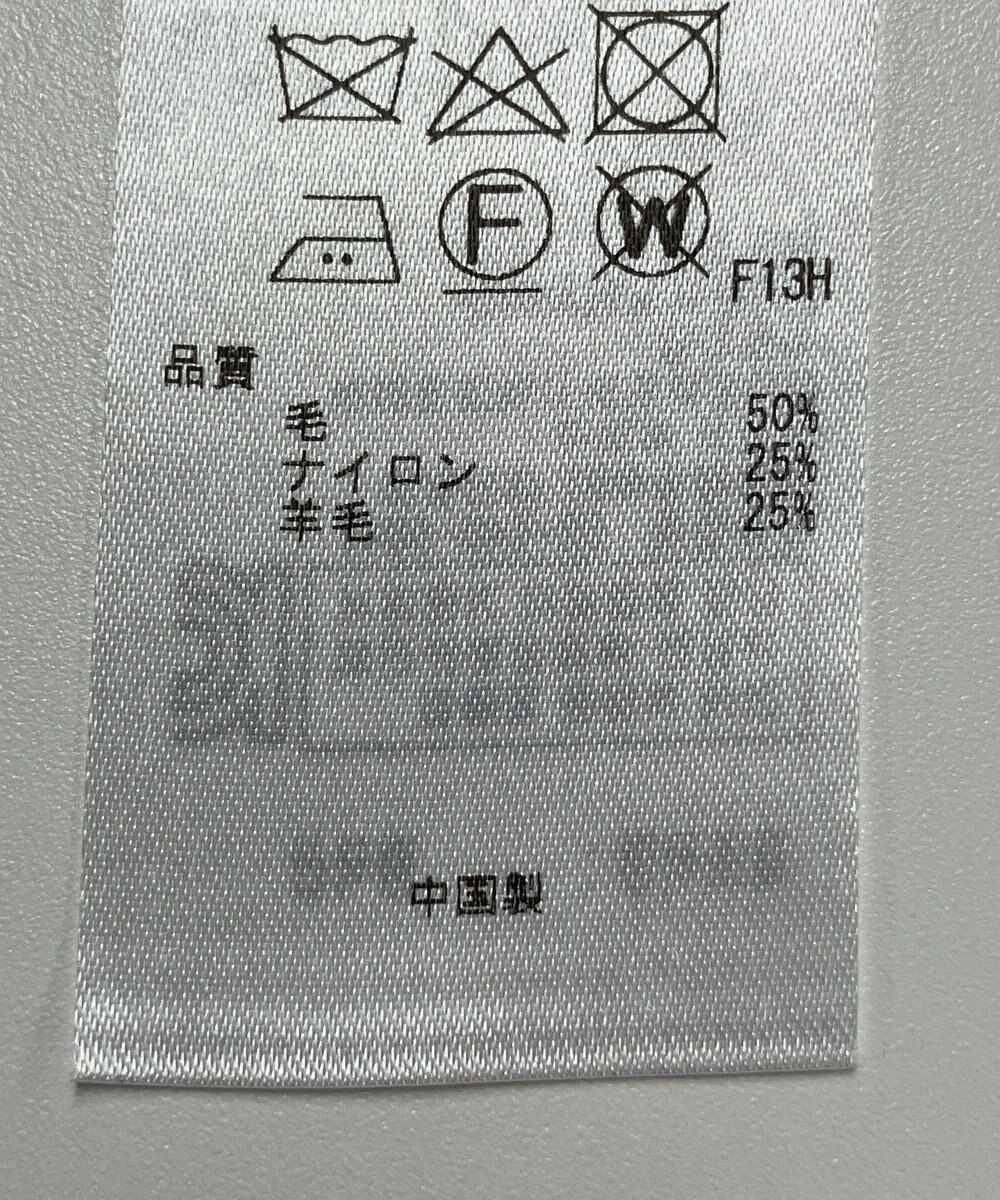 F
W
F13H
品質
毛 50%
ナイロン 25%
羊毛 25%
中国製